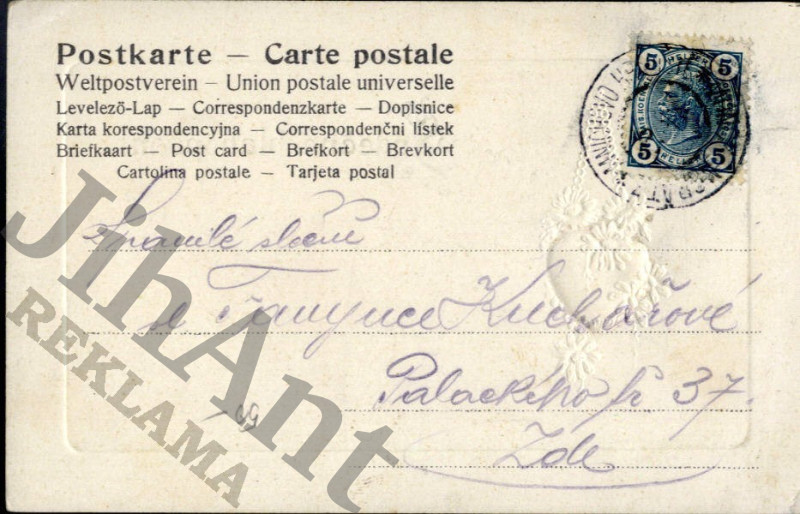 Postkarte — Carte postale
Weltpostverein — Union postale universelle
Levelező-Lap — Correspondenzkarte — Dopisnice
Karta korespondencyjna — Correspondenční lístek
Briefkaart — Post card — Brefkort — Brevkort
Cartolina postale — Tarjeta postal
5 5
5 5
slečně
Kuchařové
Palackého tř 37.
Zde
JihAnt
REKLAMA